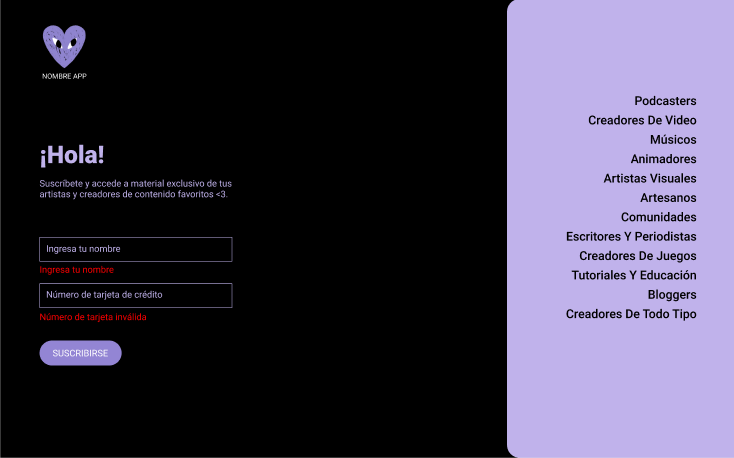 NOMBRE APP
¡Hola!
Suscríbete y accede a material exclusivo de tus
artistas y creadores de contenido favoritos <3.
Ingresa tu nombre
Ingresa tu nombre
Número de tarjeta de crédito
Número de tarjeta inválida
SUSCRIBIRSE
Podcasters
Creadores De Video
Músicos
Animadores
Artistas Visuales
Artesanos
Comunidades
Escritores Y Periodistas
Creadores De Juegos
Tutoriales Y Educación
Bloggers
Creadores De Todo Tipo